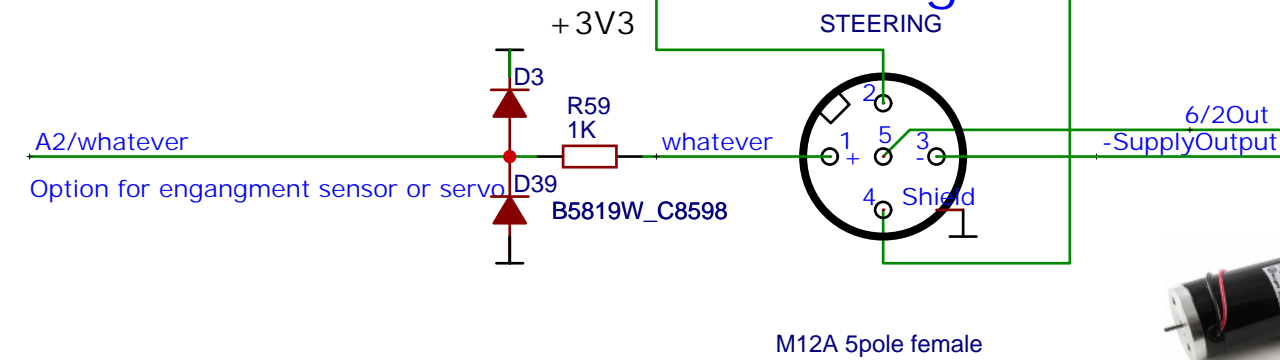 STEERING
+3V3
D3
R59
1K
A2/whatever
whatever
2
1
+
5
3
-
6/2Out
-SupplyOutput
Option for engangment sensor or servo
D39
B5819W_C8598
4
Shield
M12A 5pole female